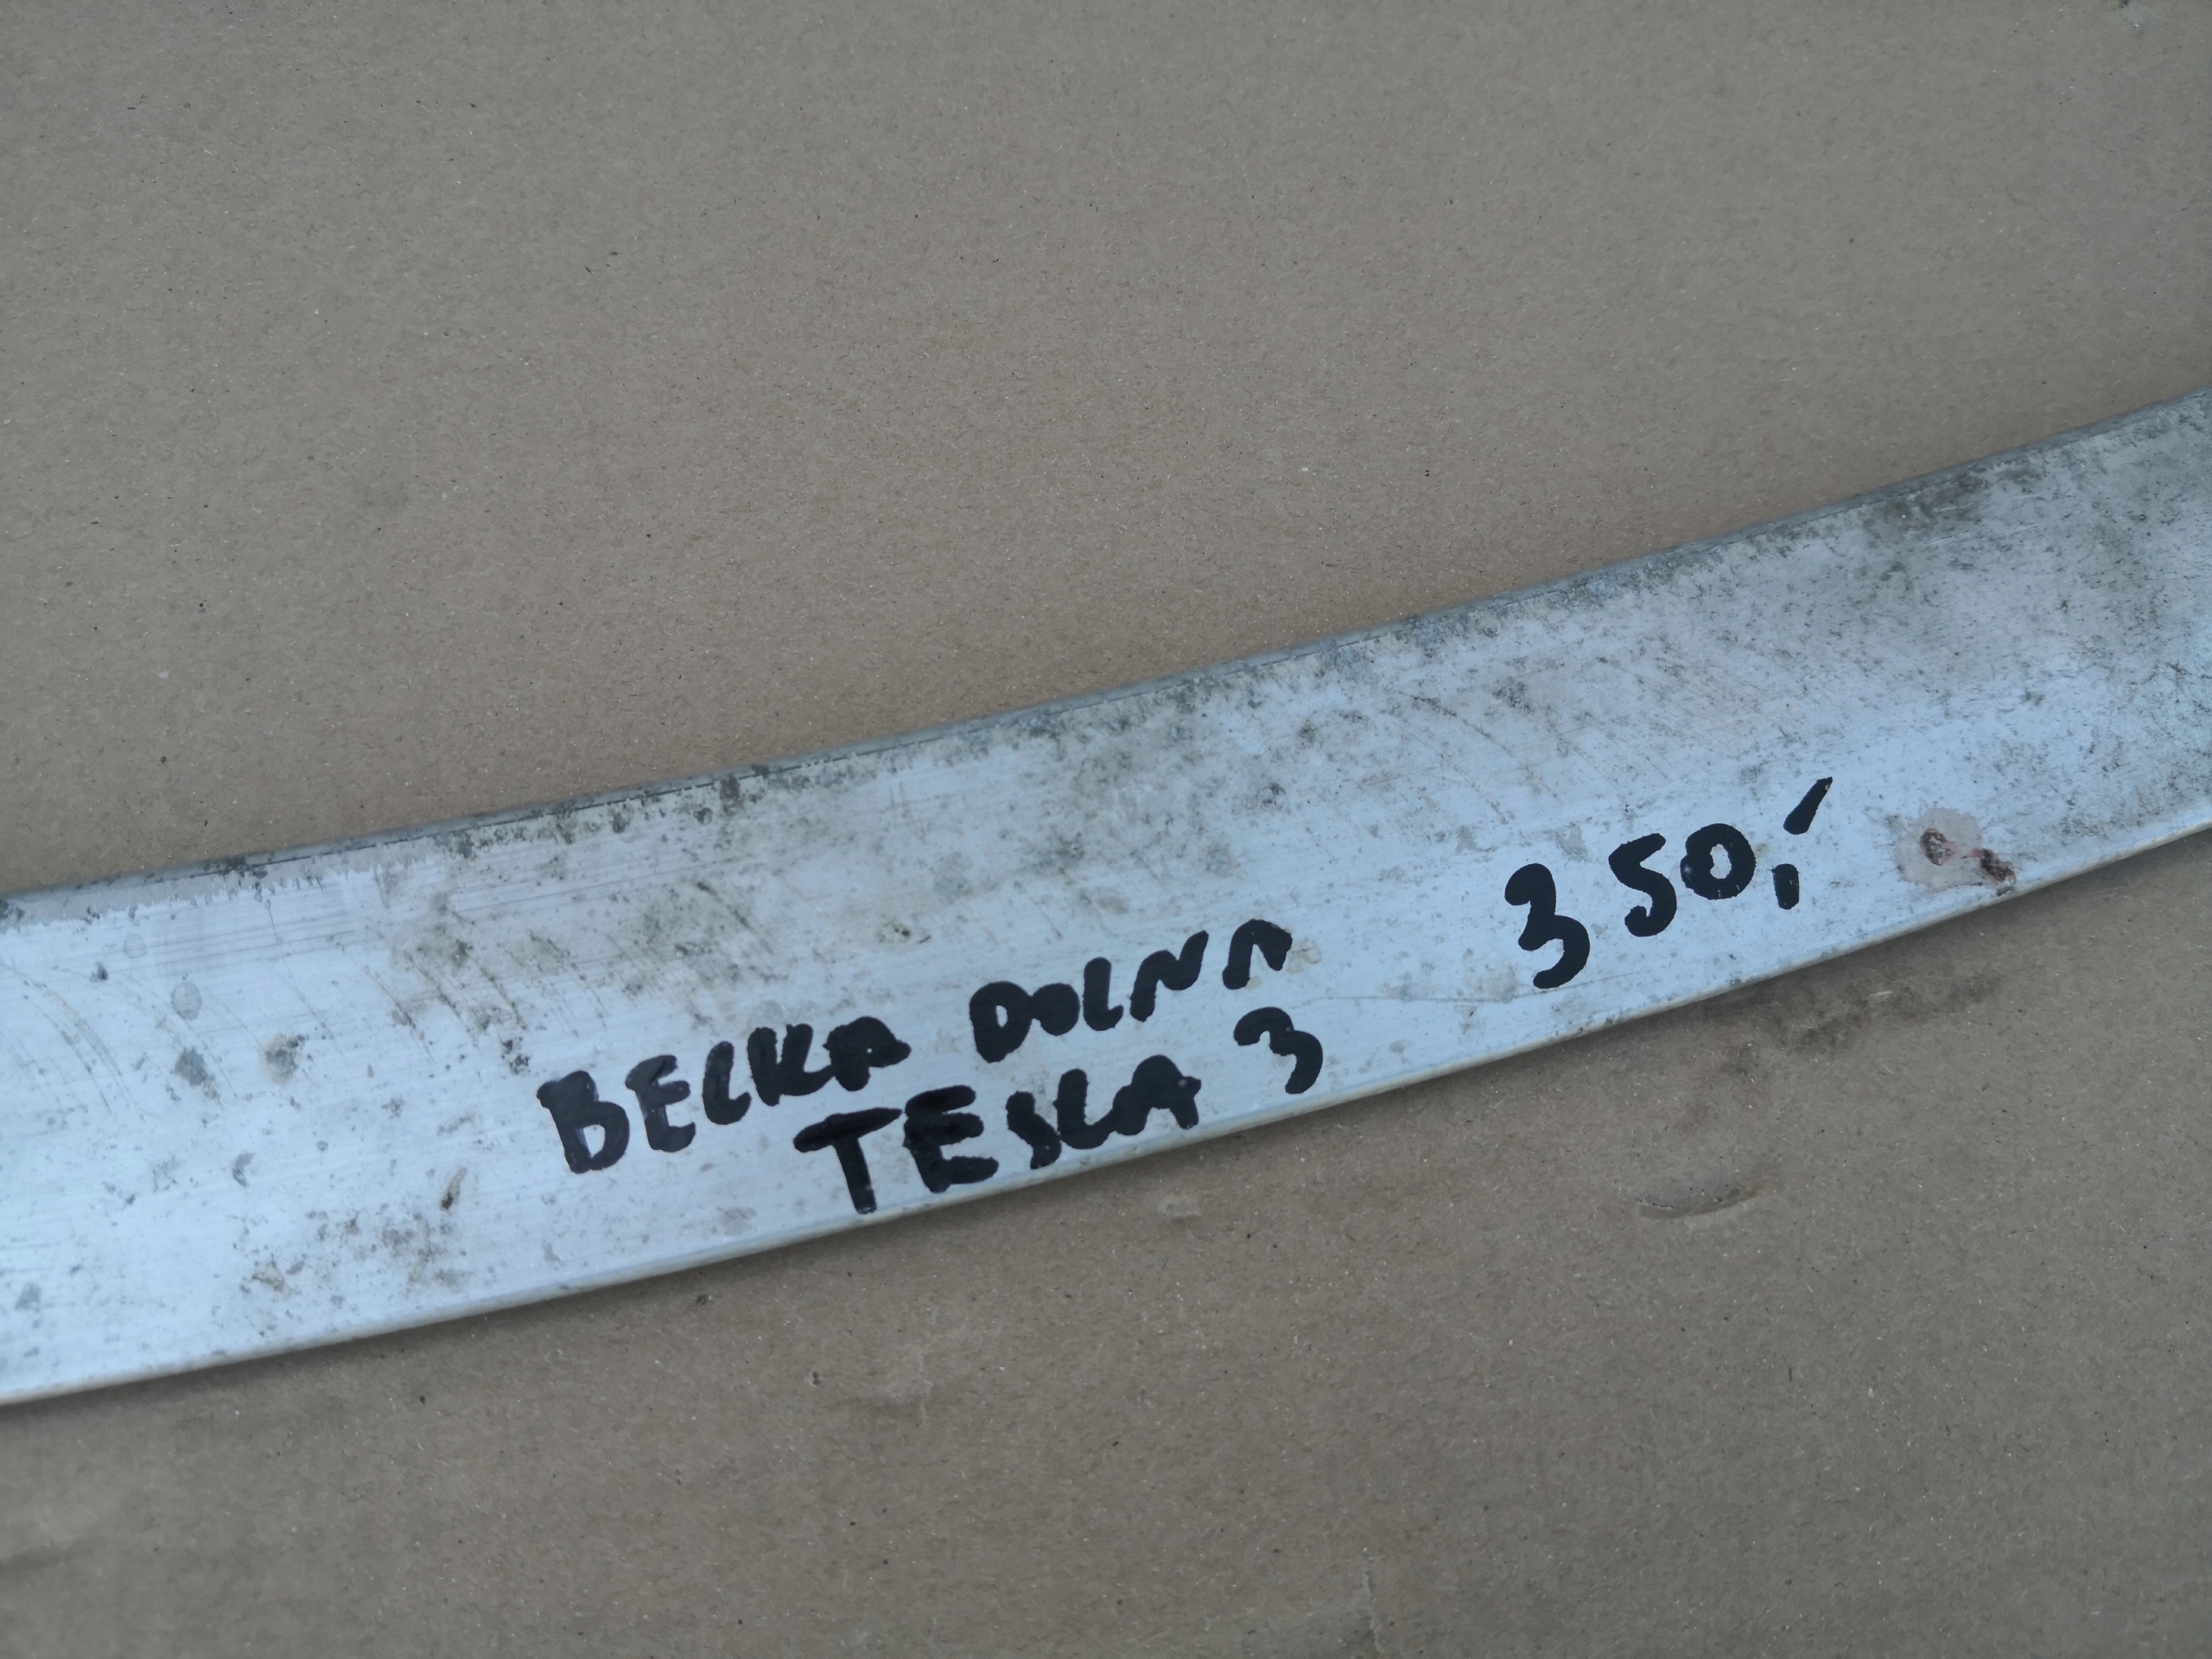 BELKA DOLNA 350,-
TESLA 3